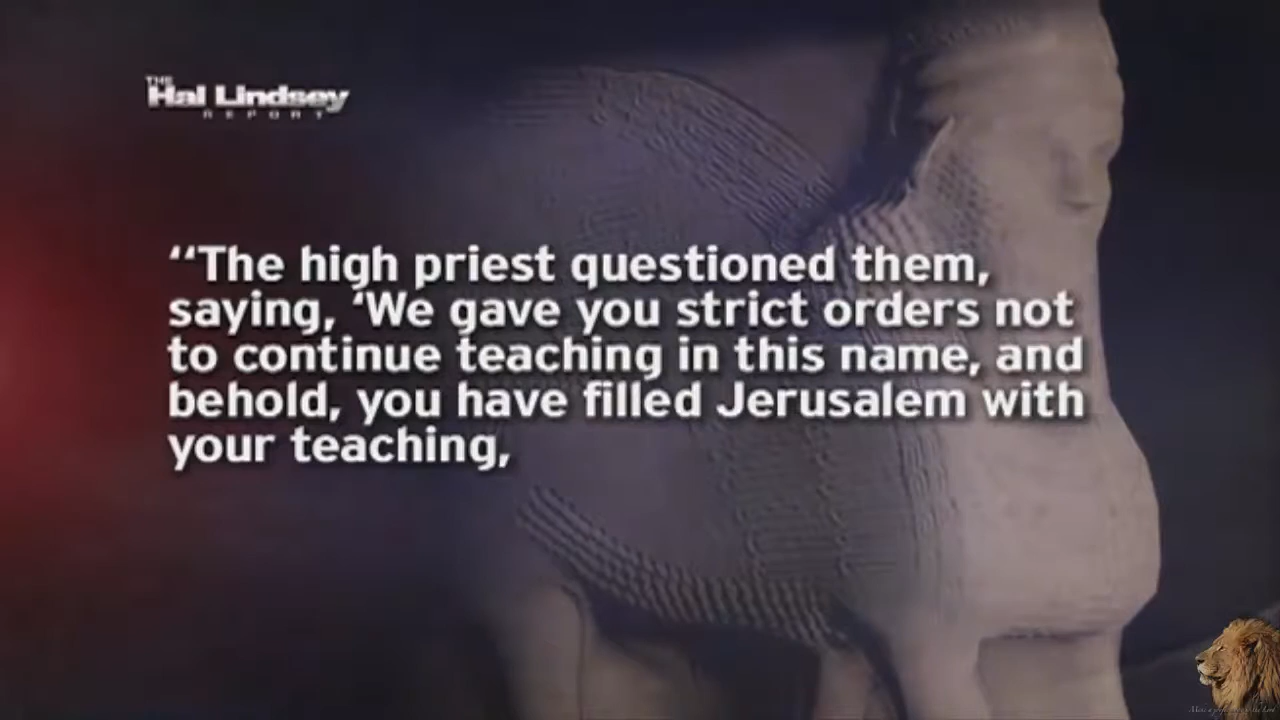 THE
Hal Lindsey
REPORT
“The high priest questioned them,
saying, ‘We gave you strict orders not
to continue teaching in this name, and
behold, you have filled Jerusalem with
your teaching,